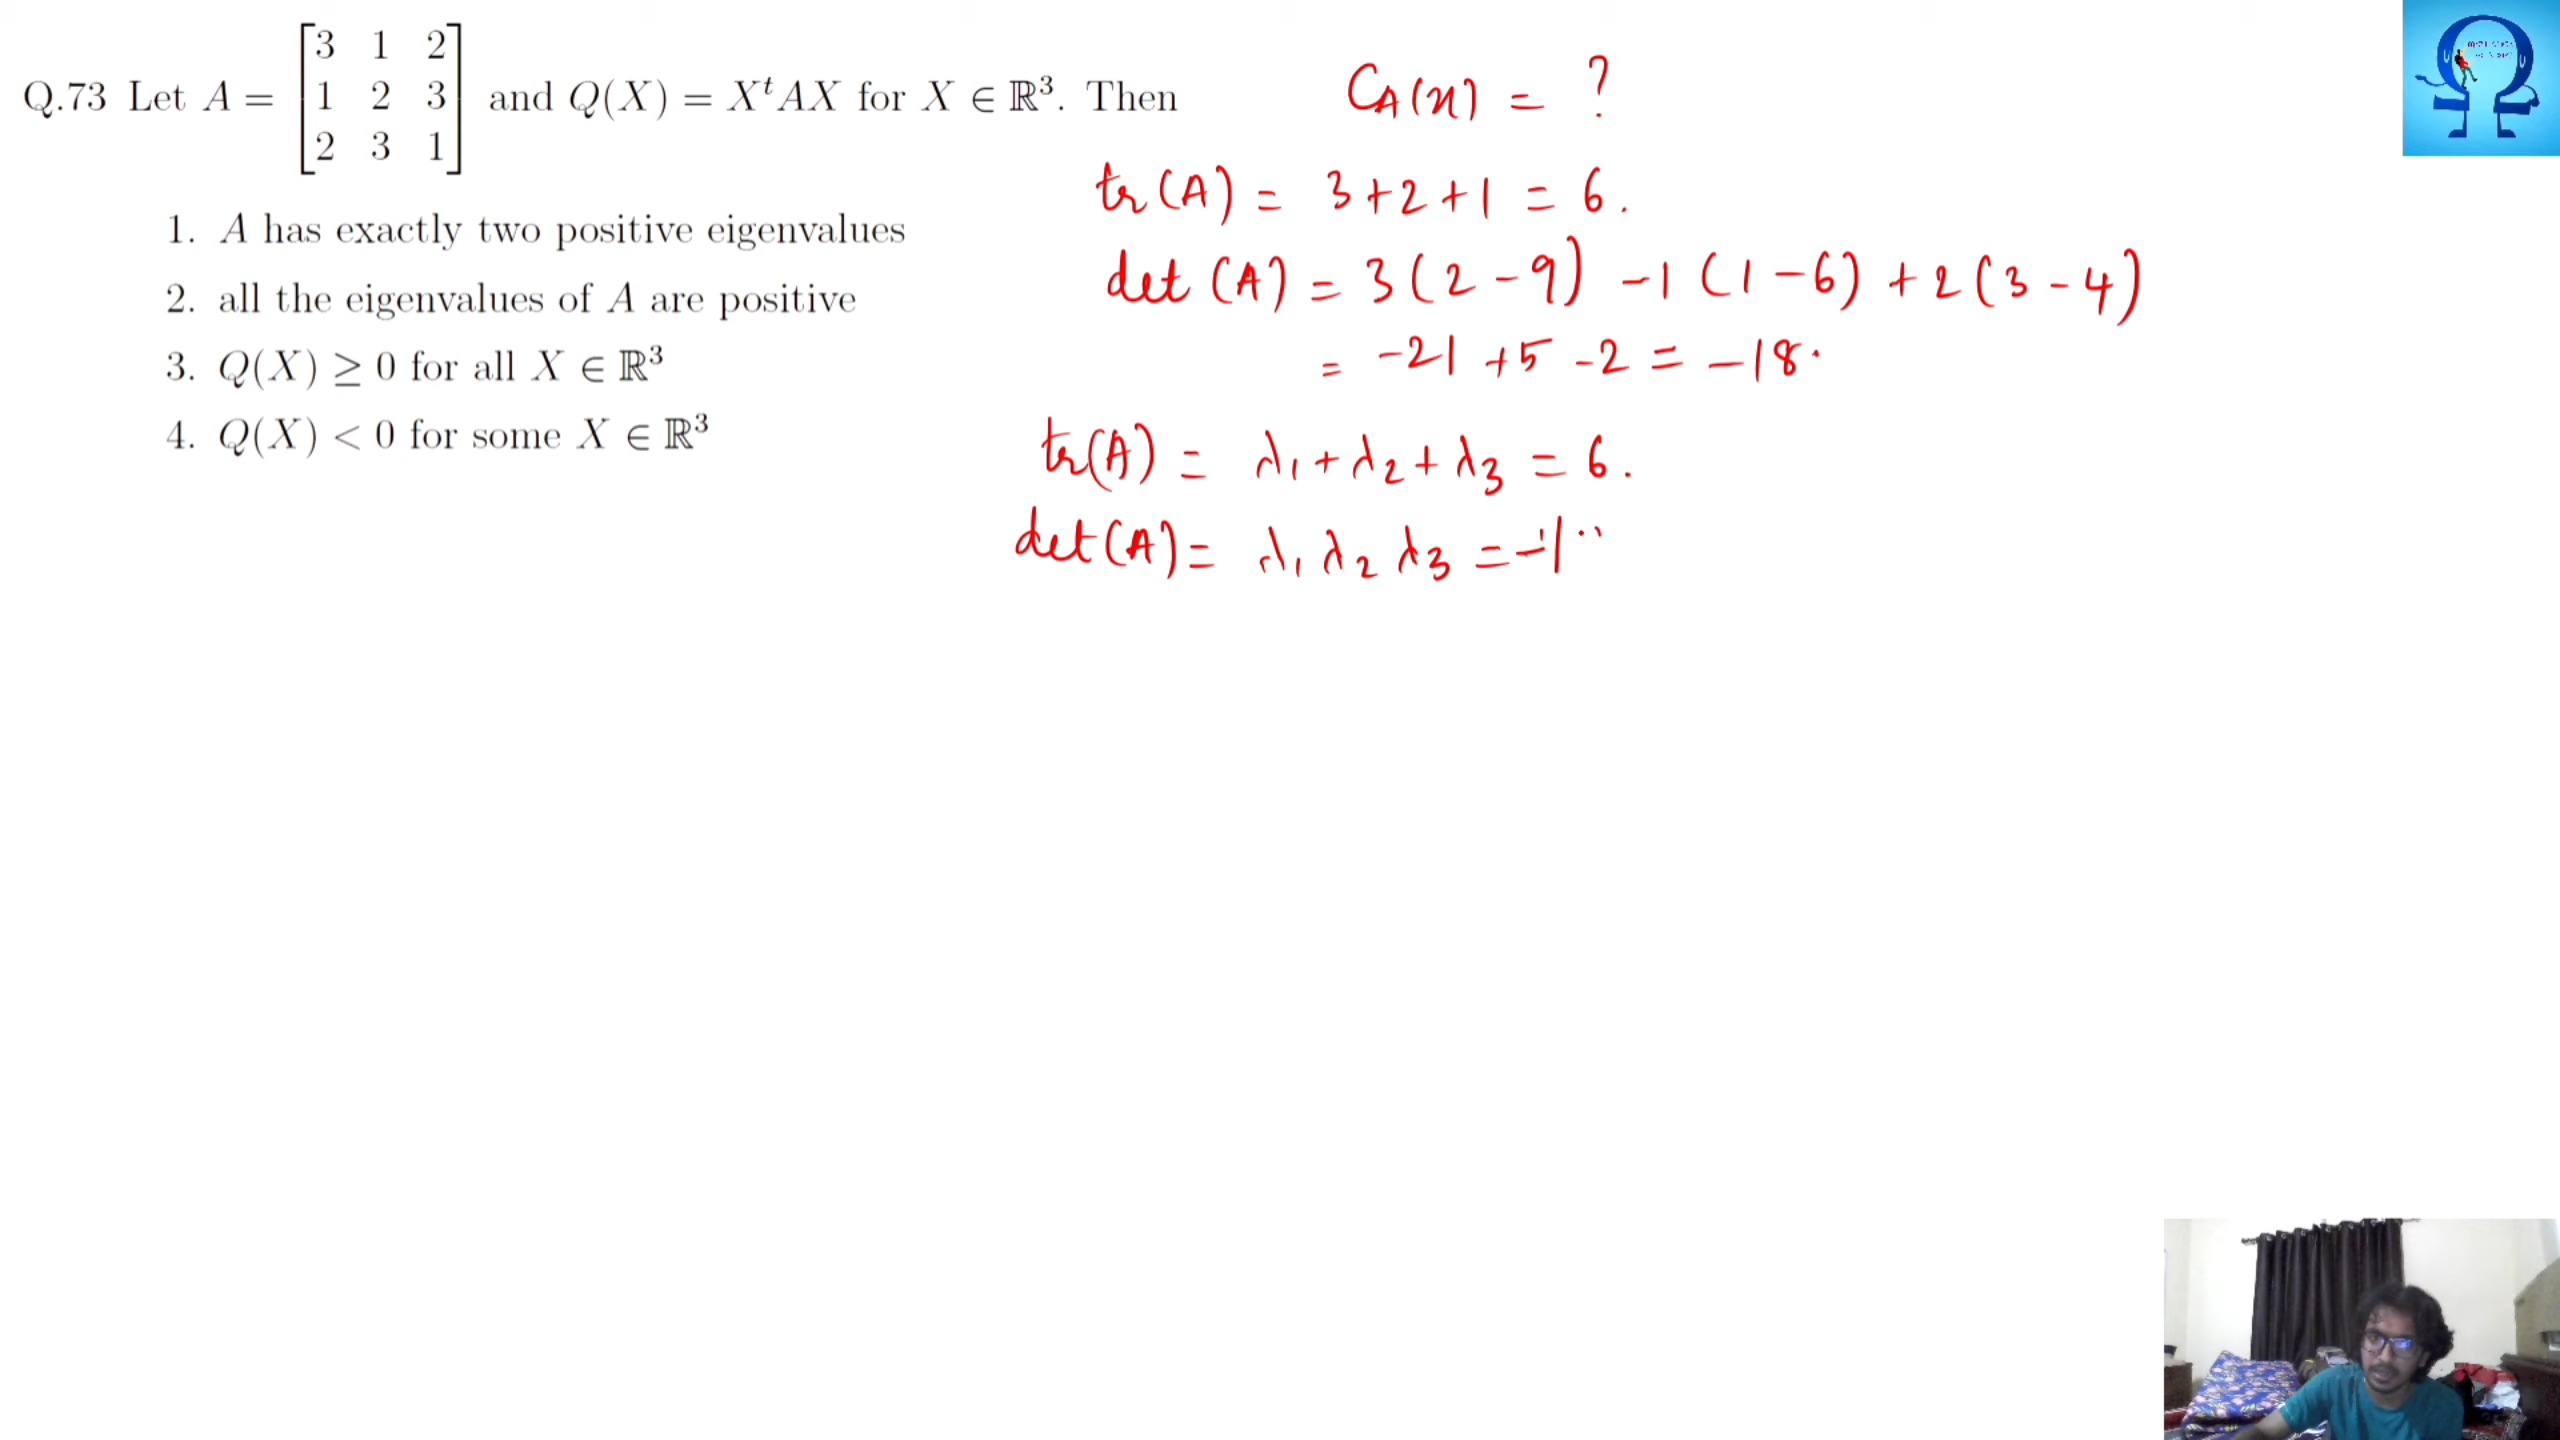 Q.73 Let A = [3 1 2
1 2 3
2 3 1] and Q(X) = XᵗAX for X ∈ ℝ³. Then
1. A has exactly two positive eigenvalues
2. all the eigenvalues of A are positive
3. Q(X) ≥ 0 for all X ∈ ℝ³
4. Q(X) < 0 for some X ∈ ℝ³
C_A(x) = ?
tr(A) = 3+2+1 = 6.
det(A) = 3(2-9) -1(1-6) +2(3-4)
= -21 +5 -2 = -18.
tr(A) = λ₁+λ₂+λ₃ = 6.
det(A) = λ₁ λ₂ λ₃ = -1